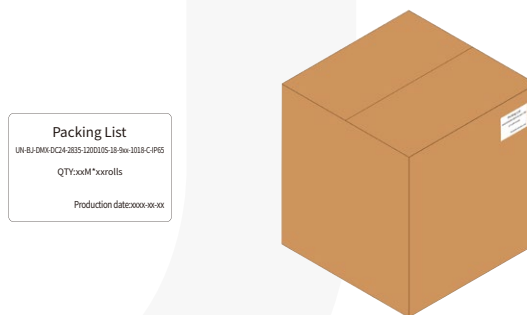 Packing List
UN-BJ-DMX-DC24-2835-120D10S-18-9xx-1018-C-IP65
QTY:xxM*xxrolls
Production date:xxxx-xx-xx